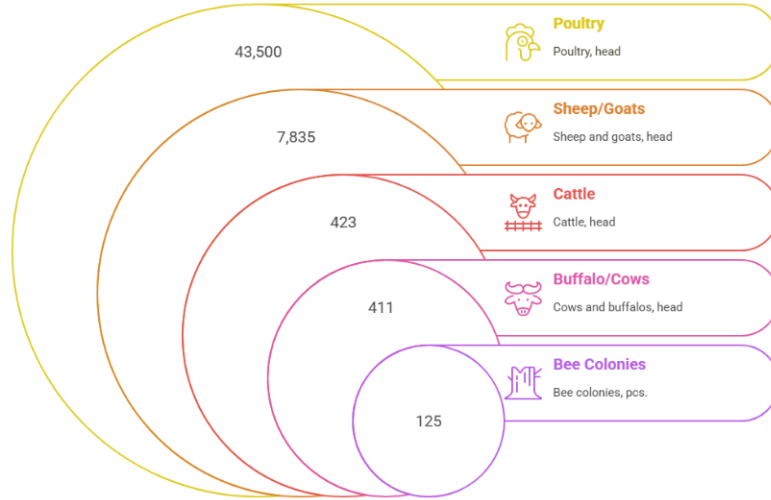 43,500
Poultry
Poultry, head
7,835
Sheep/Goats
Sheep and goats, head
423
Cattle
Cattle, head
411
Buffalo/Cows
Cows and buffalos, head
125
Bee Colonies
Bee colonies, pcs.